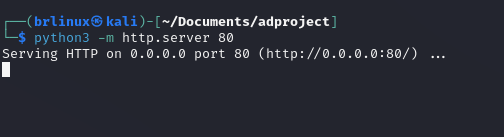 ┌──(brlinux㉿kali)-[~/Documents/adproject]
└─$ python3 -m http.server 80
Serving HTTP on 0.0.0.0 port 80 (http://0.0.0.0:80/) ...